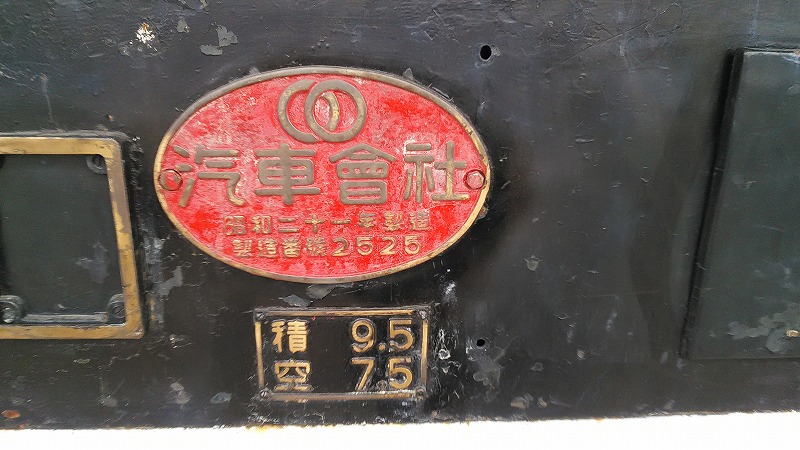 汽車會社
昭和二十一年製造
製造番號2525
積 9.5
空 7.5